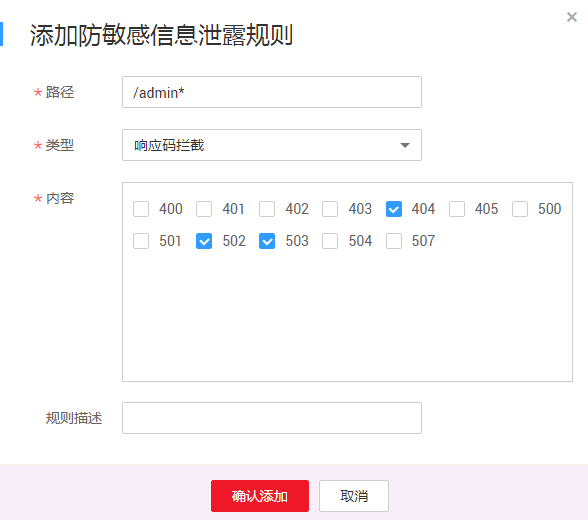 添加防敏感信息泄露规则
* 路径 /admin*
* 类型 响应码拦截
* 内容
400 401 402 403 404 405 500
501 502 503 504 507
规则描述
确认添加 取消